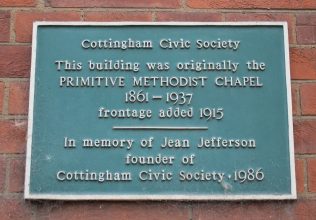 Cottingham Civic Society
This building was originally the
PRIMITIVE METHODIST CHAPEL
1861 – 1937
frontage added 1915
In memory of Jean Jefferson
founder of
Cottingham Civic Society · 1986